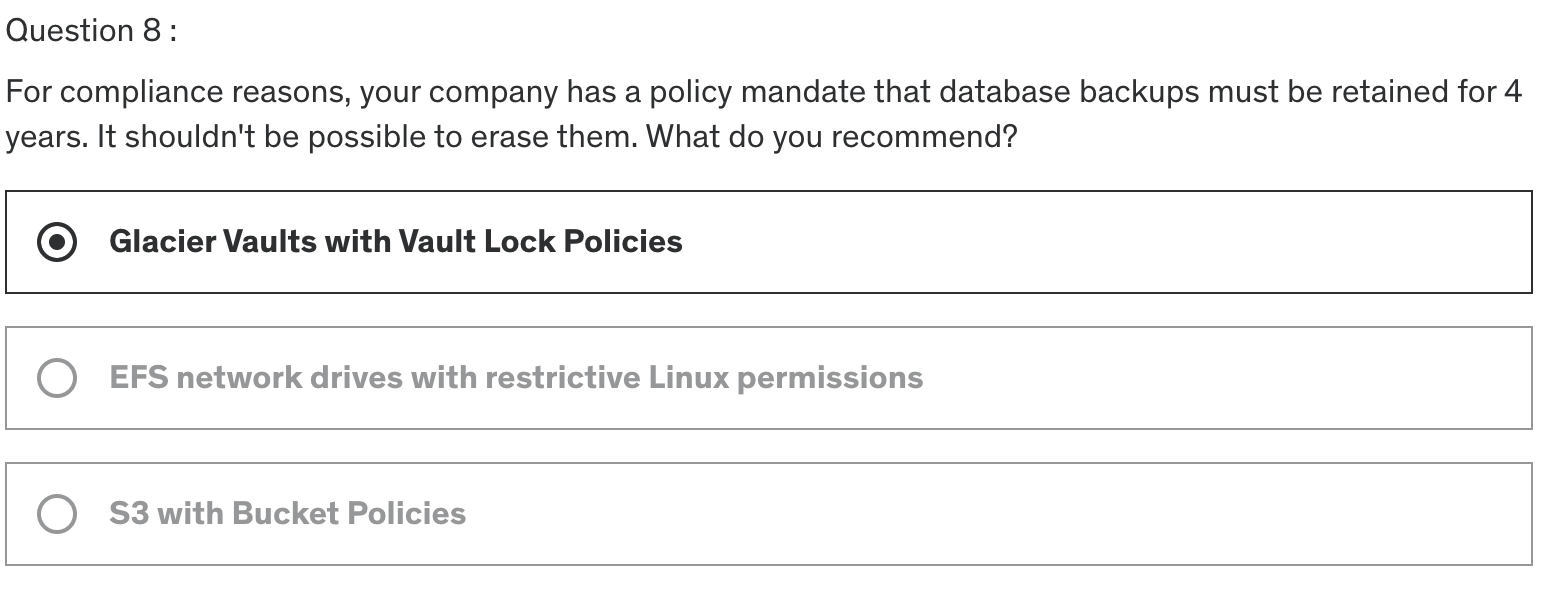 Question 8 :
For compliance reasons, your company has a policy mandate that database backups must be retained for 4
years. It shouldn't be possible to erase them. What do you recommend?
Glacier Vaults with Vault Lock Policies
EFS network drives with restrictive Linux permissions
S3 with Bucket Policies